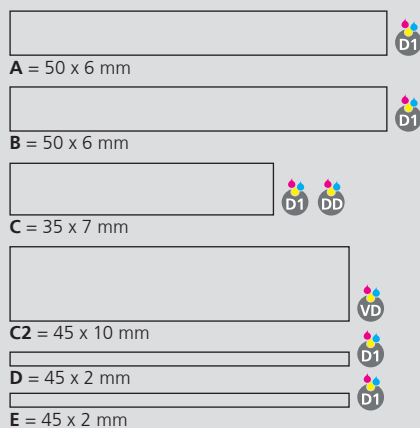 D1
A = 50 x 6 mm
D1
B = 50 x 6 mm
D1 DD
C = 35 x 7 mm
VD
C2 = 45 x 10 mm
D1
D = 45 x 2 mm
D1
E = 45 x 2 mm